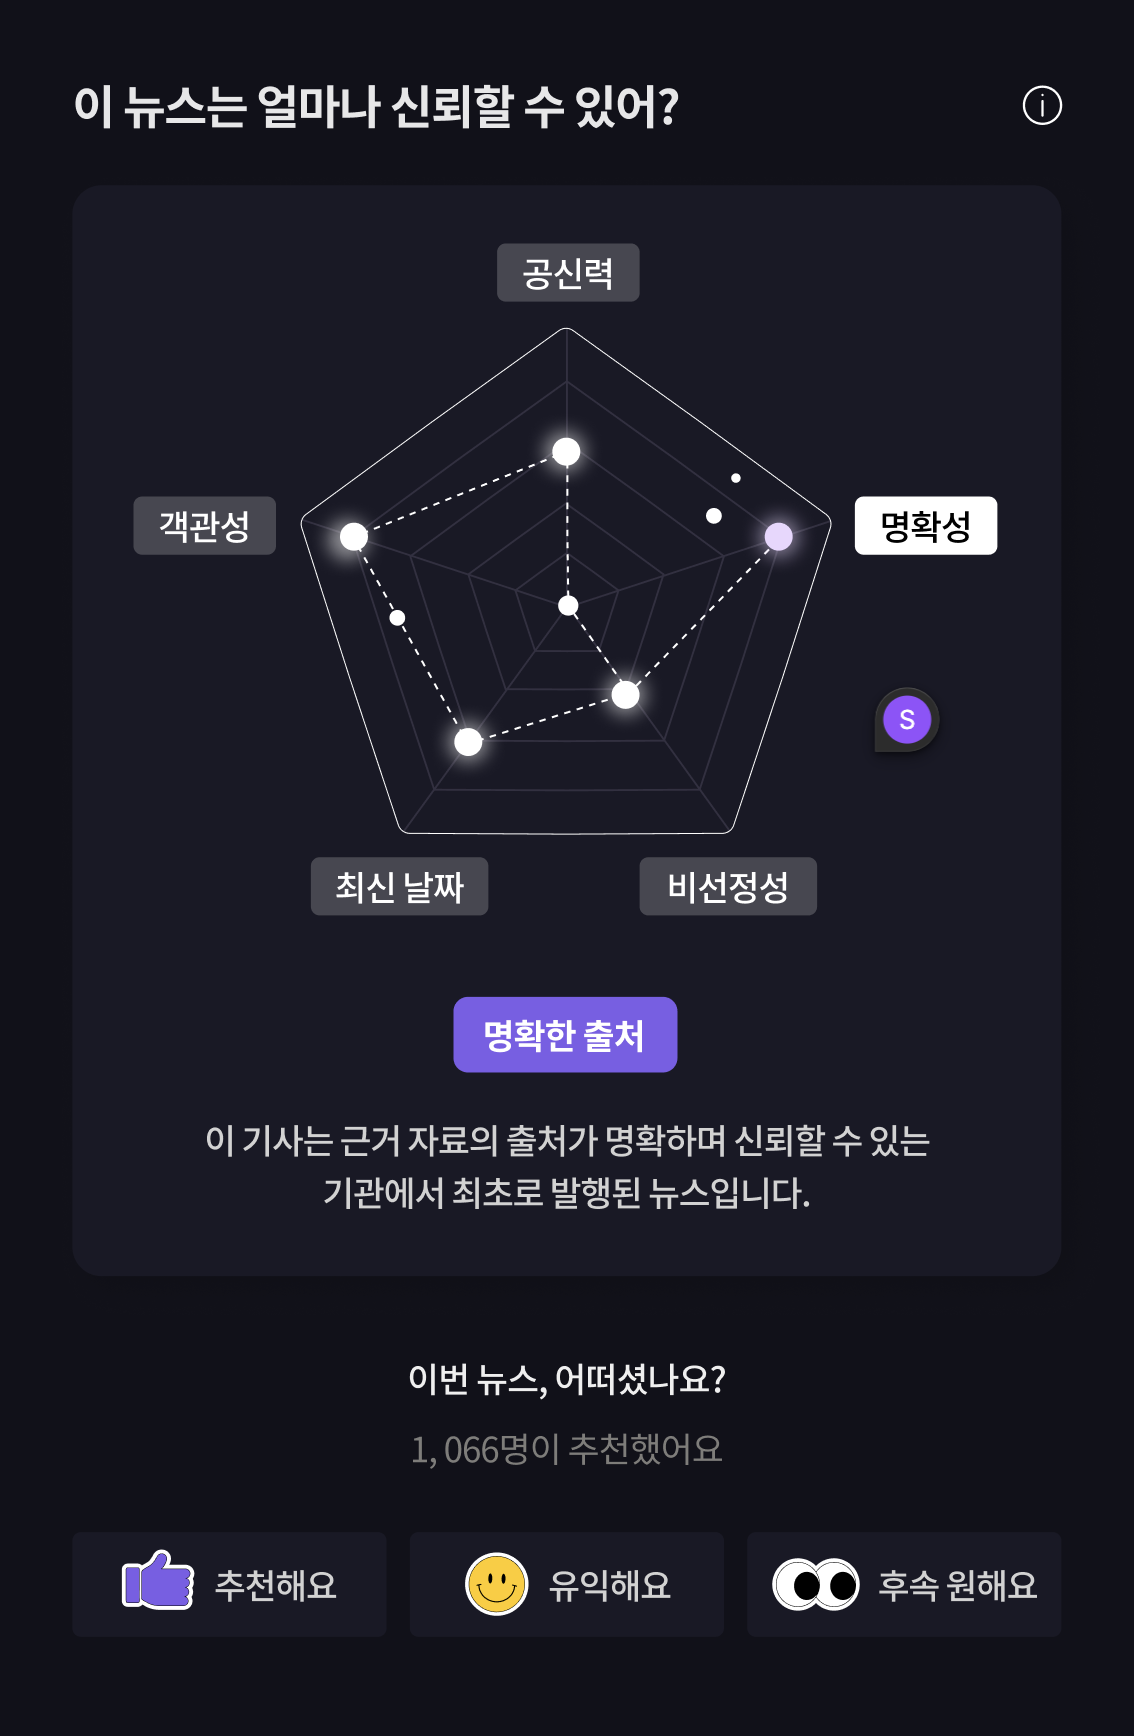 이 뉴스는 얼마나 신뢰할 수 있어?
i
공신력
객관성
명확성
S
최신 날짜
비선정성
명확한 출처
이 기사는 근거 자료의 출처가 명확하며 신뢰할 수 있는
기관에서 최초로 발행된 뉴스입니다.
이번 뉴스, 어떠셨나요?
1, 066명이 추천했어요
추천해요
유익해요
후속 원해요